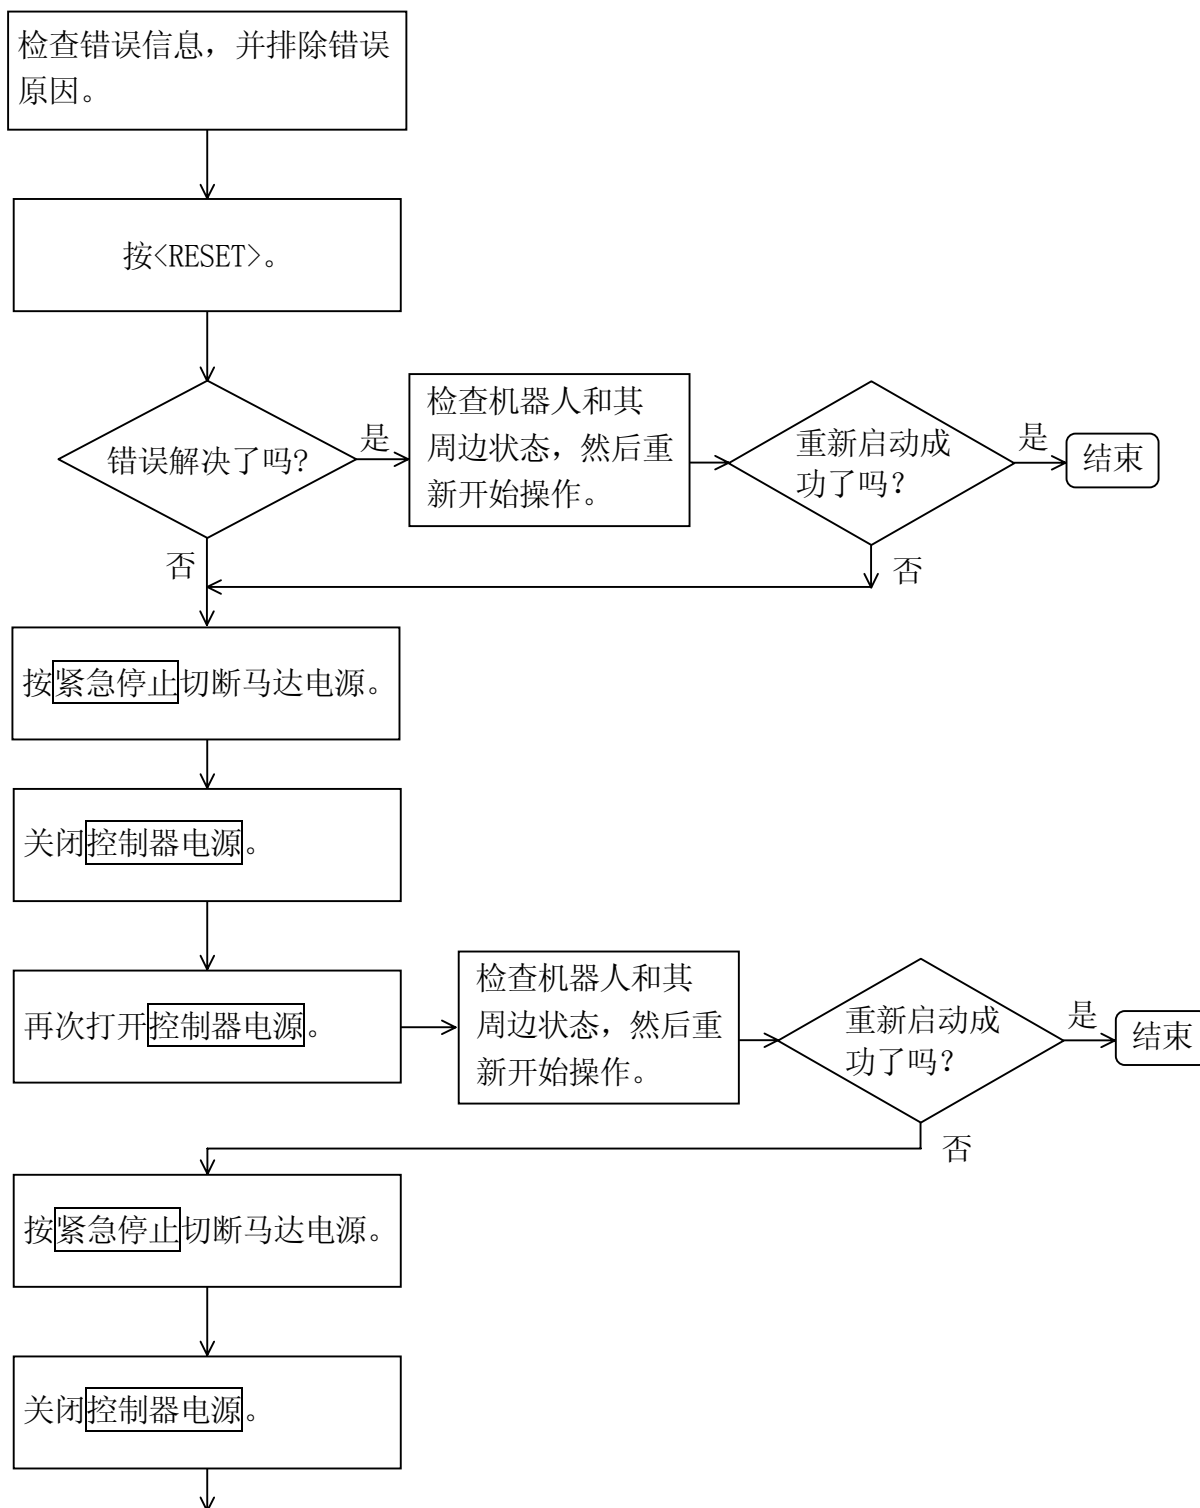 检查错误信息，并排除错误
原因。
按<RESET>。
错误解决了吗?
是
检查机器人和其
周边状态，然后重
新开始操作。
重新启动成
功了吗？
是
结束
否
否
按紧急停止切断马达电源。
关闭控制器电源。
再次打开控制器电源。
检查机器人和其
周边状态，然后重
新开始操作。
重新启动成
功了吗？
是
结束
否
按紧急停止切断马达电源。
关闭控制器电源。